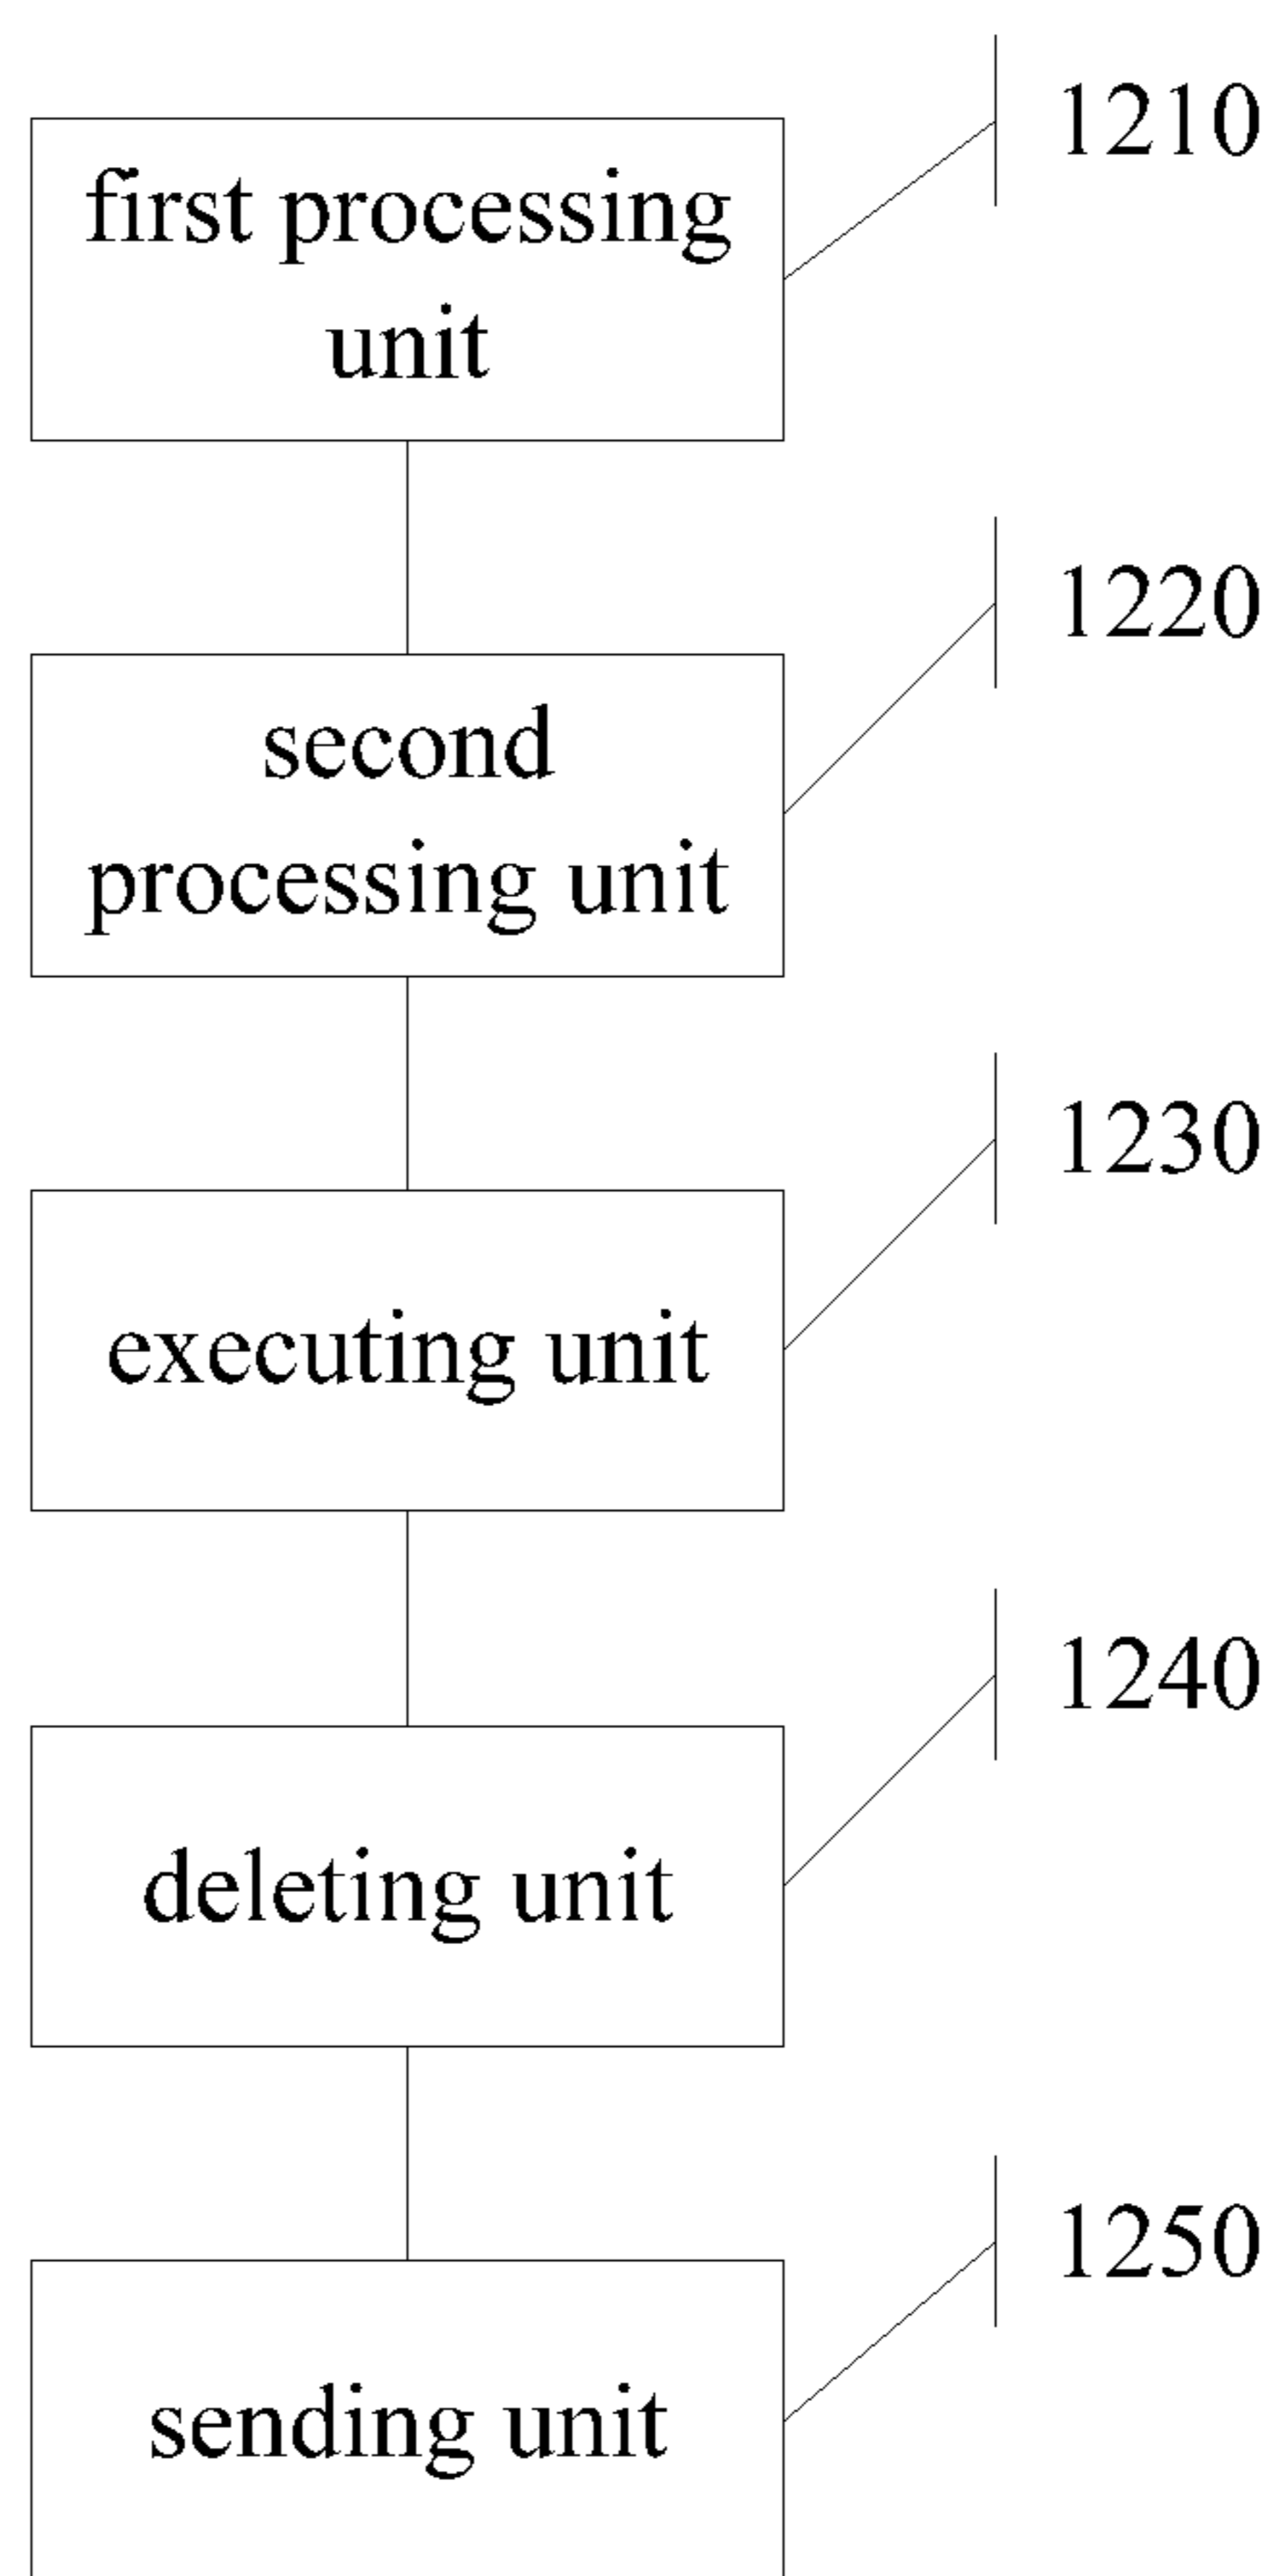 1210
first processing
unit
1220
second
processing unit
1230
executing unit
1240
deleting unit
1250
sending unit